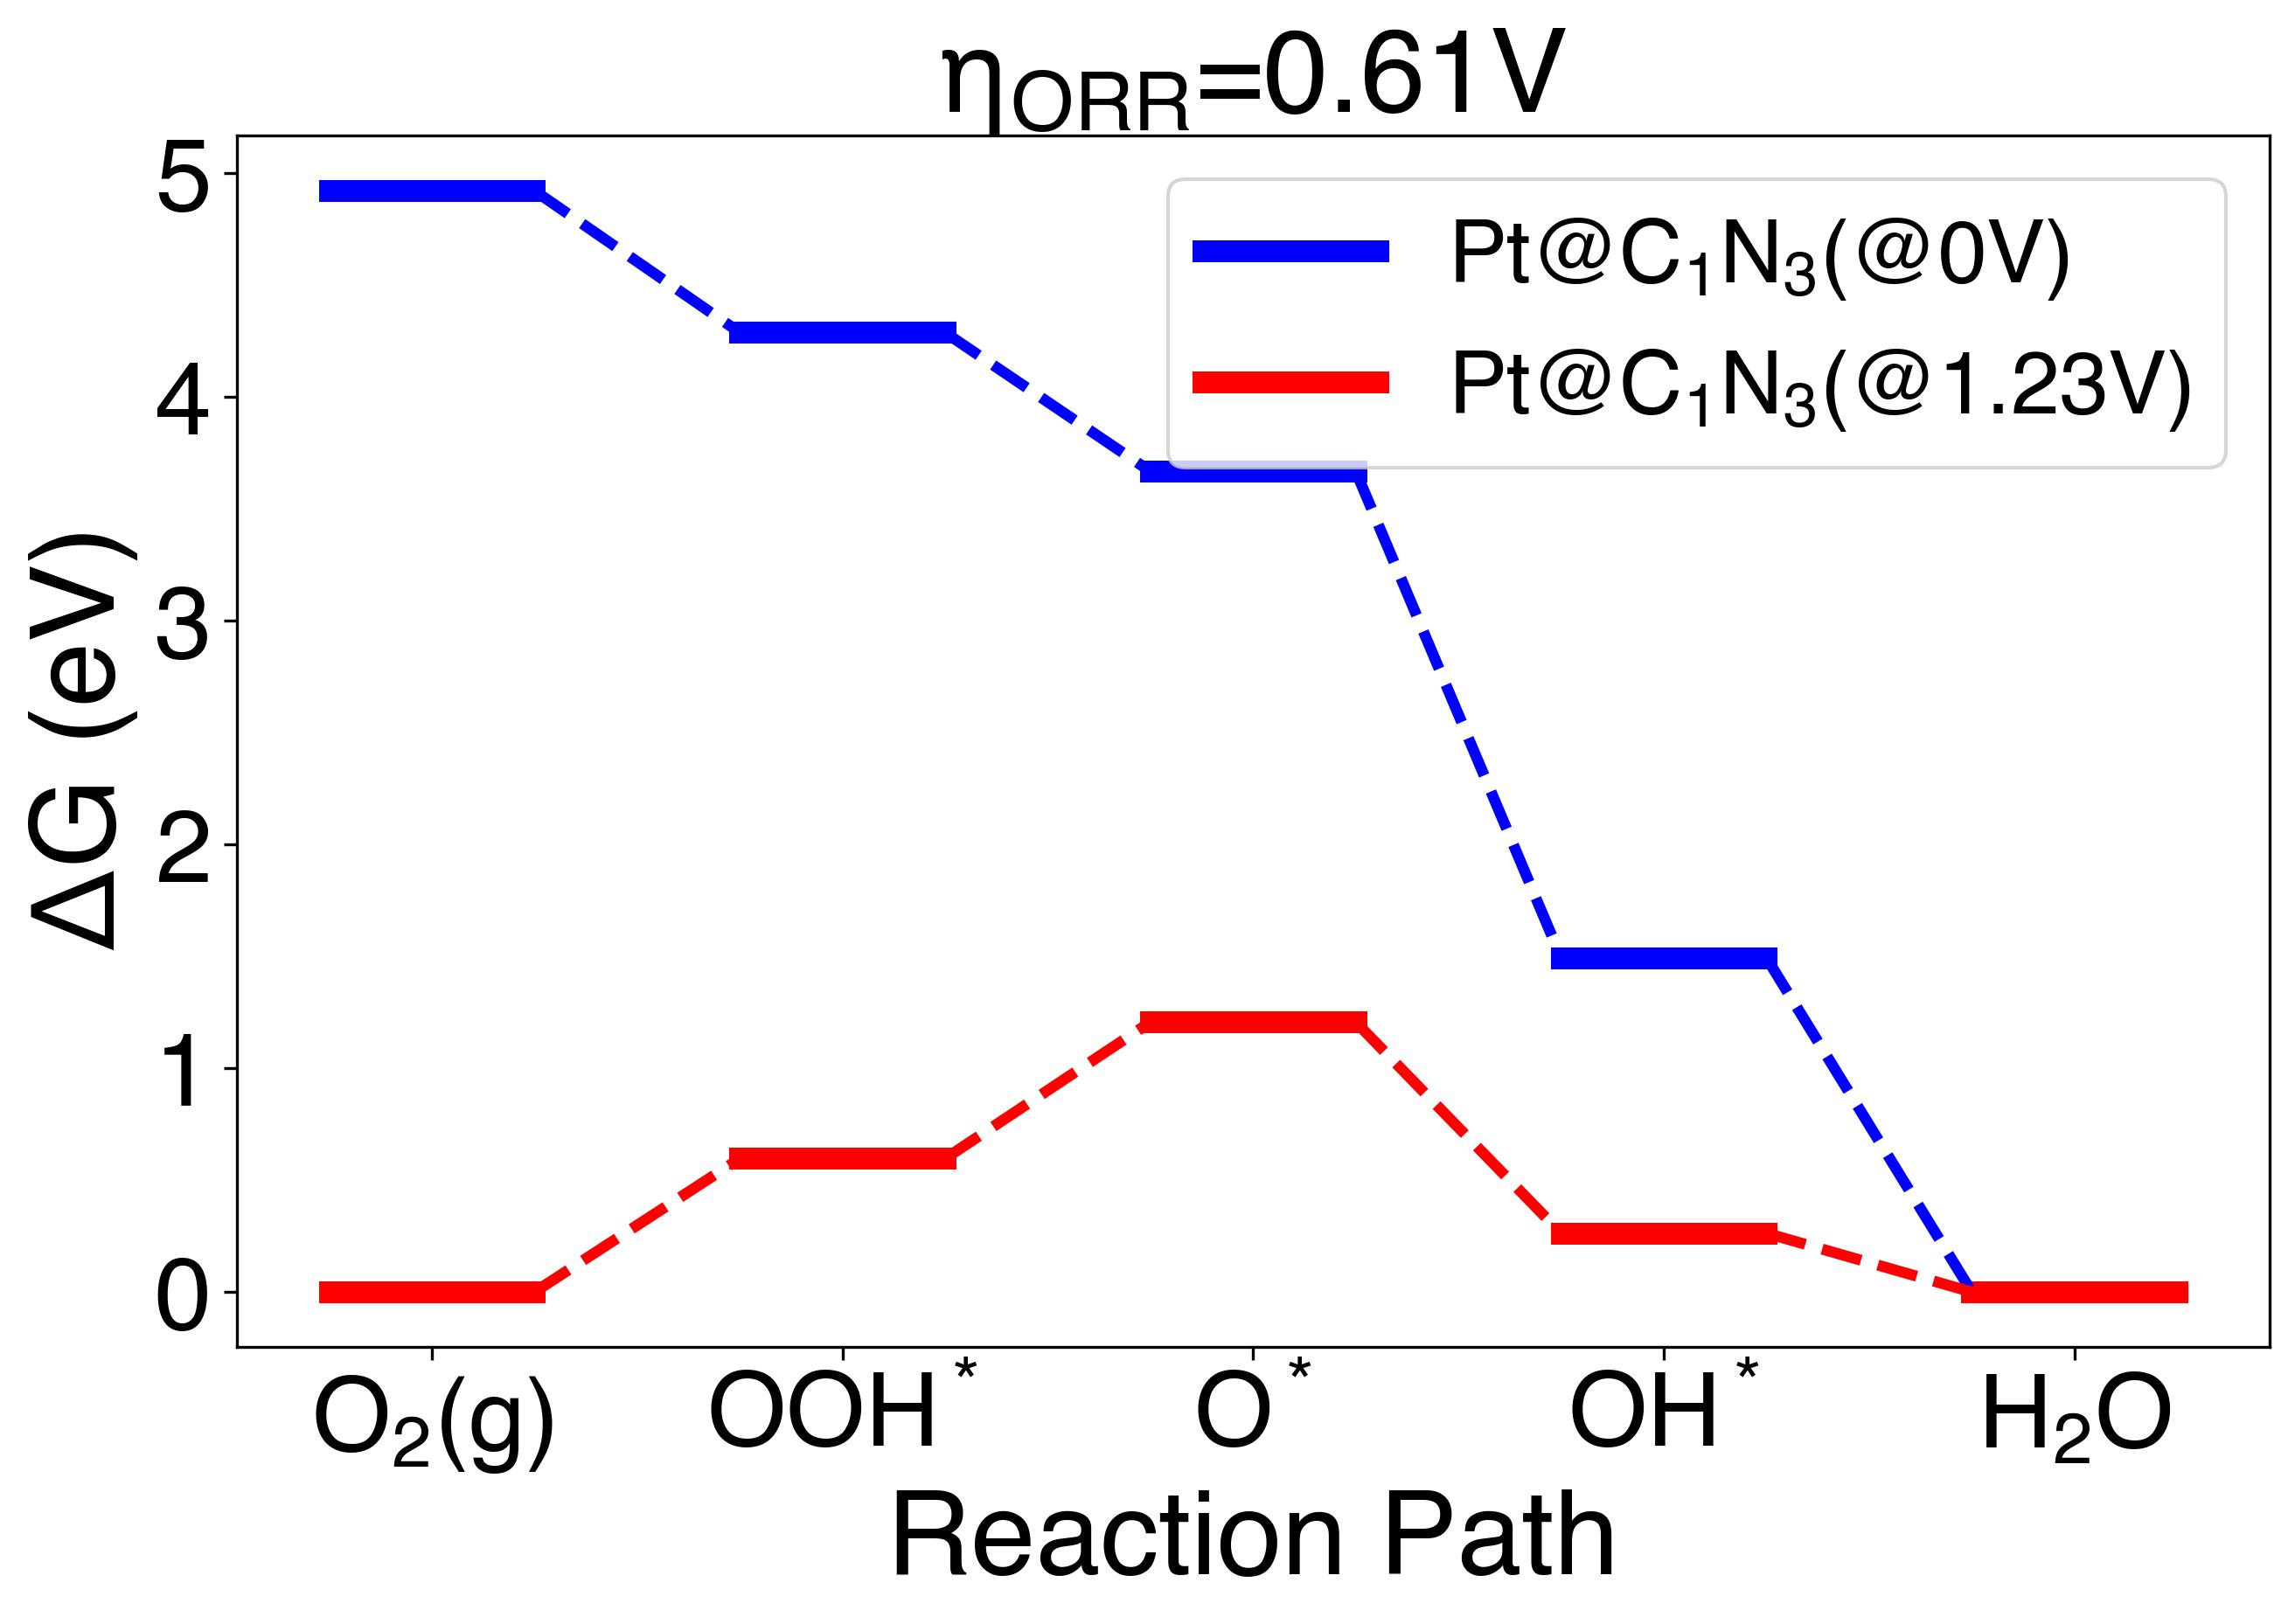 η_ORR=0.61V
Pt@C₁N₃(@0V)
Pt@C₁N₃(@1.23V)
ΔG (eV)
5
4
3
2
1
0
O₂(g) OOH* O* OH* H₂O
Reaction Path